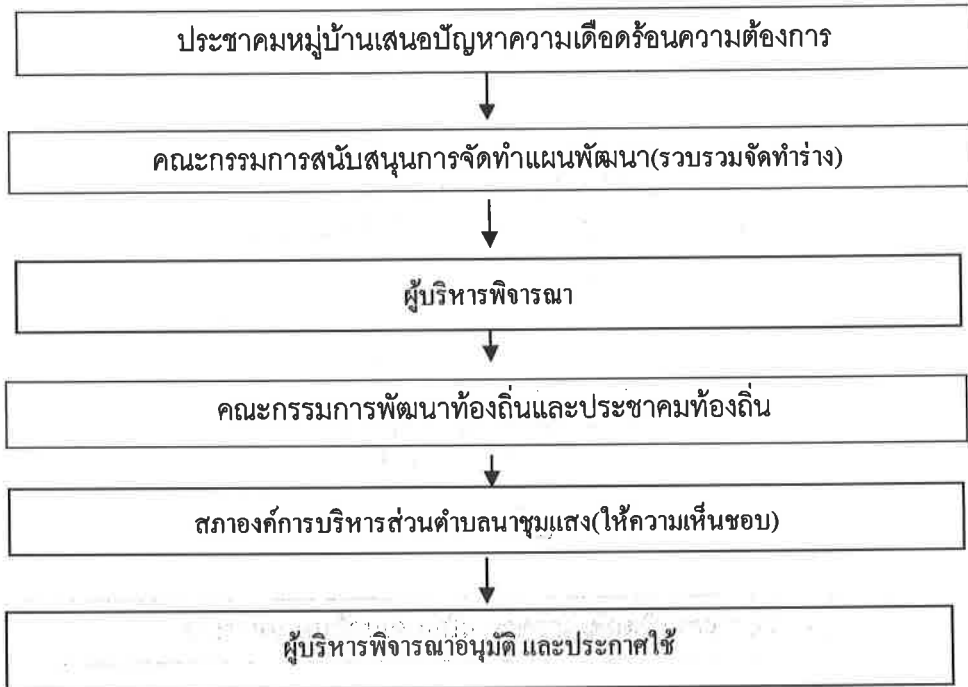 ประชาคมหมู่บ้านเสนอปัญหาความเดือดร้อนความต้องการ
คณะกรรมการสนับสนุนการจัดทำแผนพัฒนา(รวบรวมจัดทำร่าง)
ผู้บริหารพิจารณา
คณะกรรมการพัฒนาท้องถิ่นและประชาคมท้องถิ่น
สภาองค์การบริหารส่วนตำบลนาชุมแสง(ให้ความเห็นชอบ)
ผู้บริหารพิจารณาอนุมัติ และประกาศใช้